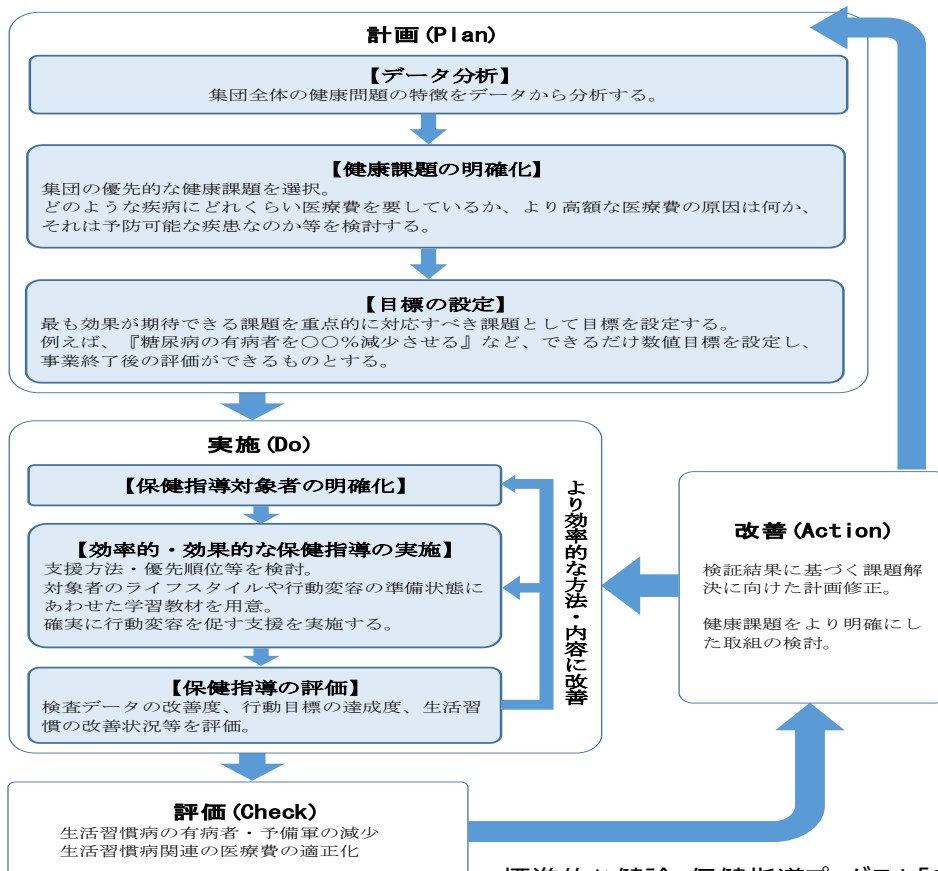 計画(Plan)
【データ分析】
集団全体の健康問題の特徴をデータから分析する。
【健康課題の明確化】
集団の優先的な健康課題を選択。
どのような疾病にどれくらい医療費を要しているか、より高額な医療費の原因は何か、
それは予防可能な疾患なのか等を検討する。
【目標の設定】
最も効果が期待できる課題を重点的に対応すべき課題として目標を設定する。
例えば、『糖尿病の有病者を○○%減少させる』など、できるだけ数値目標を設定し、
事業終了後の評価ができるものとする。
実施(Do)
【保健指導対象者の明確化】
【効率的・効果的な保健指導の実施】
支援方法・優先順位等を検討。
対象者のライフスタイルや行動変容の準備状態に
あわせた学習教材を用意。
確実に行動変容を促す支援を実施する。
【保健指導の評価】
検査データの改善度、行動目標の達成度、生活習
慣の改善状況等を評価。
より効率的な方法・内容に改善
改善(Action)
検証結果に基づく課題解
決に向けた計画修正。
健康課題をより明確にし
た取組の検討。
評価(Check)
生活習慣病の有病者・予備軍の減少
生活習慣病関連の医療費の適正化